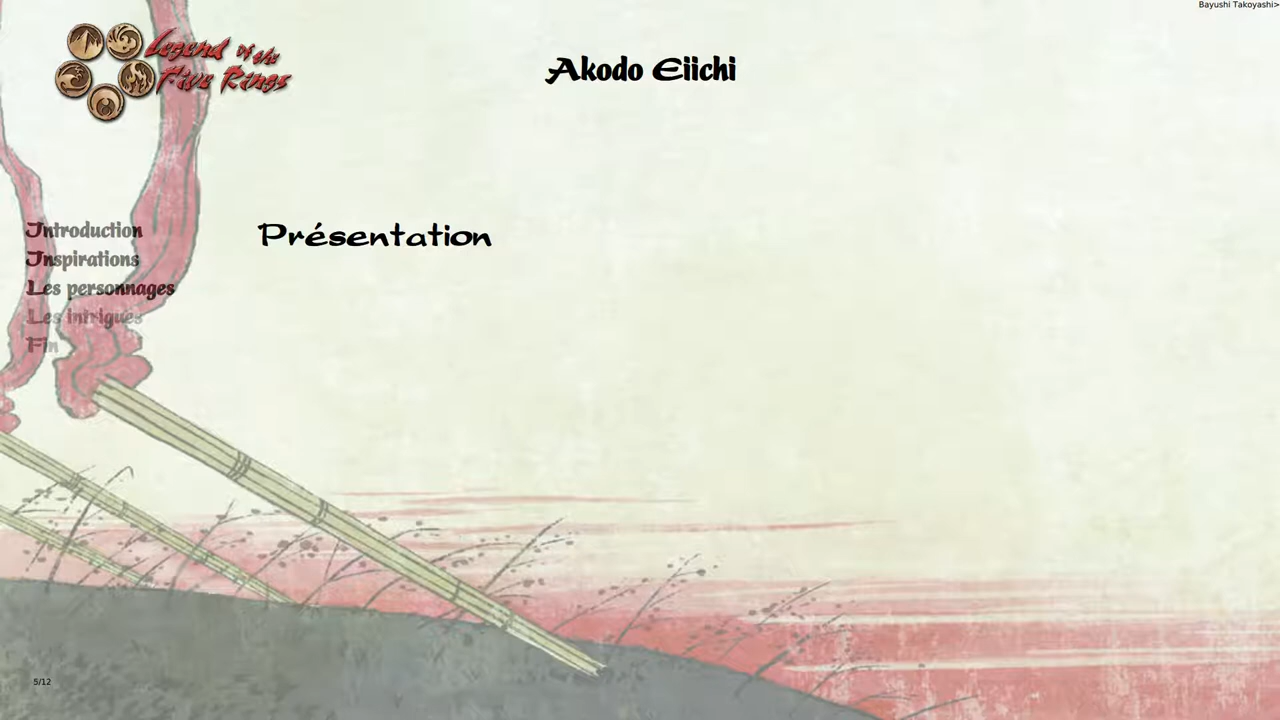 Bayushi Takoyashi>
Legend of the
Five Rings
Akodo Eiichi
Introduction
Inspirations
Les personnages
Les intrigues
Fin
Présentation
5/12